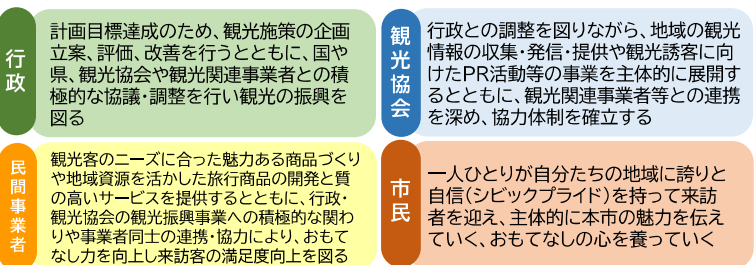 行政
計画目標達成のため、観光施策の企画
立案、評価、改善を行うとともに、国や
県、観光協会や観光関連事業者との積
極的な協議・調整を行い観光の振興を
図る
観光協会
行政との調整を図りながら、地域の観光
情報の収集・発信・提供や観光誘客に向
けたPR活動等の事業を主体的に展開す
るとともに、観光関連事業者等との連携
を深め、協力体制を確立する
民間事業者
観光客のニーズに合った魅力ある商品づくり
や地域資源を活かした旅行商品の開発と質
の高いサービスを提供するとともに、行政・
観光協会の観光振興事業への積極的な関わ
りや事業者同士の連携・協力により、おもて
なし力を向上し来訪客の満足度向上を図る
市民
一人ひとりが自分たちの地域に誇りと
自信（シビックプライド）を持って来訪
者を迎え、主体的に本市の魅力を伝え
ていく、おもてなしの心を養っていく